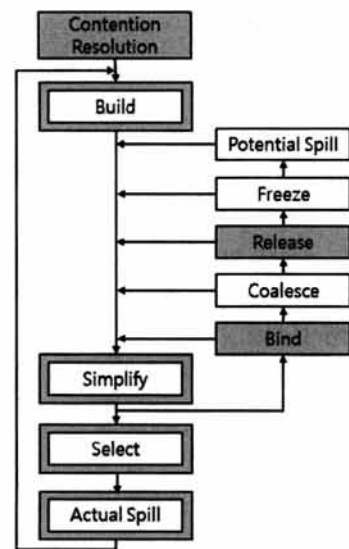 Contention
Resolution
Build
Potential Spill
Freeze
Release
Coalesce
Bind
Simplify
Select
Actual Spill